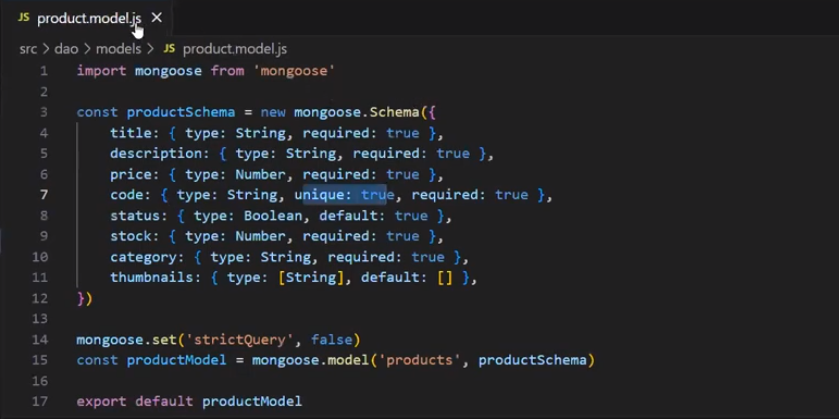 JS product.model.js ×
src > dao > models > JS product.model.js
1 import mongoose from 'mongoose'
2
3 const productSchema = new mongoose.Schema({
4 title: { type: String, required: true },
5 description: { type: String, required: true },
6 price: { type: Number, required: true },
7 code: { type: String, unique: true, required: true },
8 status: { type: Boolean, default: true },
9 stock: { type: Number, required: true },
10 category: { type: String, required: true },
11 thumbnails: { type: [String], default: [] },
12 })
13
14 mongoose.set('strictQuery', false)
15 const productModel = mongoose.model('products', productSchema)
16
17 export default productModel